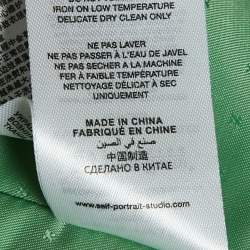 IRON ON LOW TEMPERATURE
DELICATE DRY CLEAN ONLY
NE PAS LAVER
NE PAS PASSER À L'EAU DE JAVEL
NE PAS SECHER A LA MACHINE
FER À FAIBLE TEMPÉRATURE
NETTOYAGE DÉLICAT À SEC
UNIQUEMENT
MADE IN CHINA
FABRIQUÉ EN CHINE
صنع في الصين
中国制造
СДЕЛАНО В КИТАЕ
www.self-portrait-studio.com